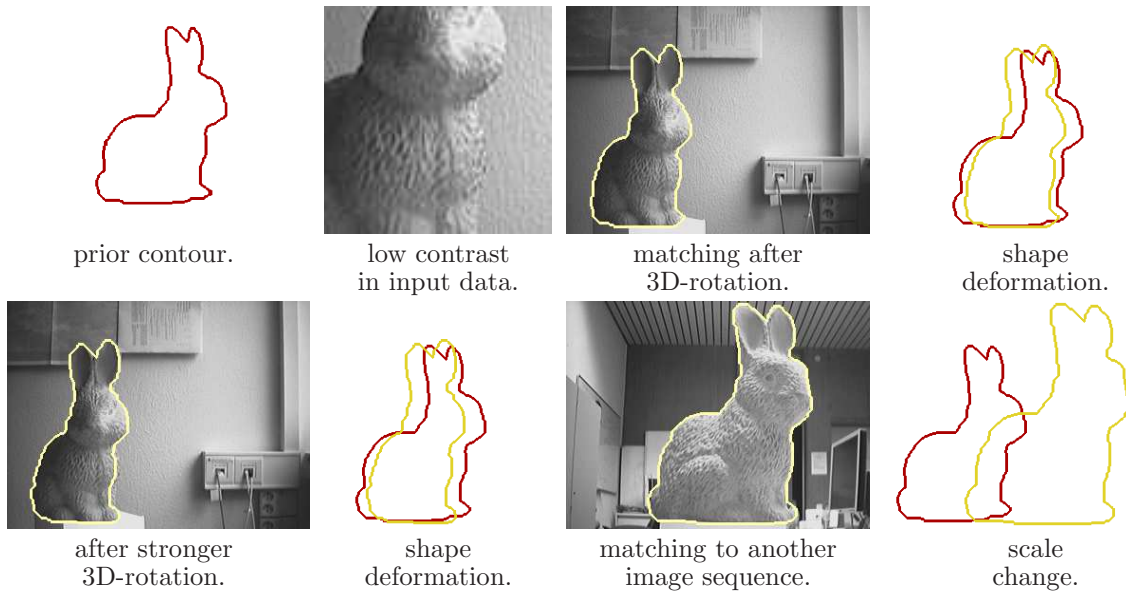 prior contour.
low contrast
in input data.
matching after
3D-rotation.
shape
deformation.
after stronger
3D-rotation.
shape
deformation.
matching to another
image sequence.
scale
change.